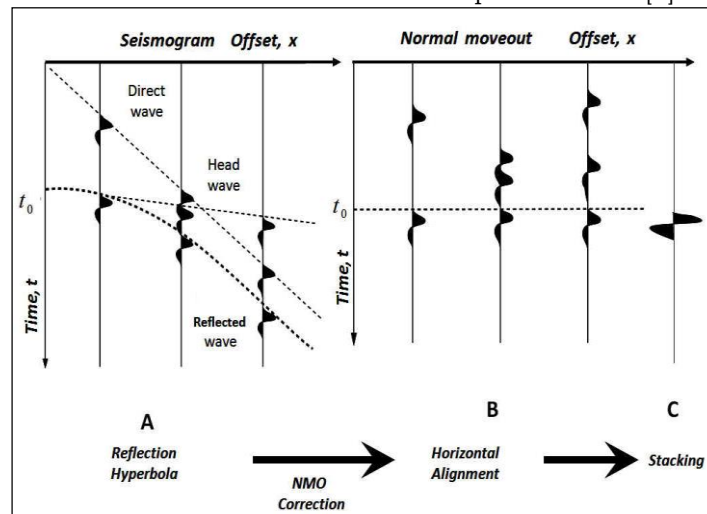 Seismogram Offset, x
Normal moveout Offset, x
Direct
wave
Head
wave
t0
t0
Reflected
wave
Time, t
Time, t
A
B
C
Reflection
Hyperbola
NMO
Correction
Horizontal
Alignment
Stacking